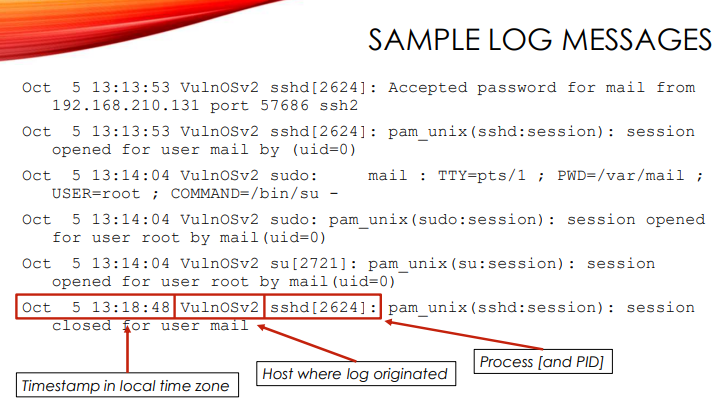 SAMPLE LOG MESSAGES
Oct  5 13:13:53 VulnOSv2 sshd[2624]: Accepted password for mail from
192.168.210.131 port 57686 ssh2
Oct  5 13:13:53 VulnOSv2 sshd[2624]: pam_unix(sshd:session): session
opened for user mail by (uid=0)
Oct  5 13:14:04 VulnOSv2 sudo:     mail : TTY=pts/1 ; PWD=/var/mail ;
USER=root ; COMMAND=/bin/su -
Oct  5 13:14:04 VulnOSv2 sudo: pam_unix(sudo:session): session opened
for user root by mail(uid=0)
Oct  5 13:14:04 VulnOSv2 su[2721]: pam_unix(su:session): session
opened for user root by mail(uid=0)
Oct  5 13:18:48 VulnOSv2 sshd[2624]: pam_unix(sshd:session): session
closed for user mail
Timestamp in local time zone
Host where log originated
Process [and PID]